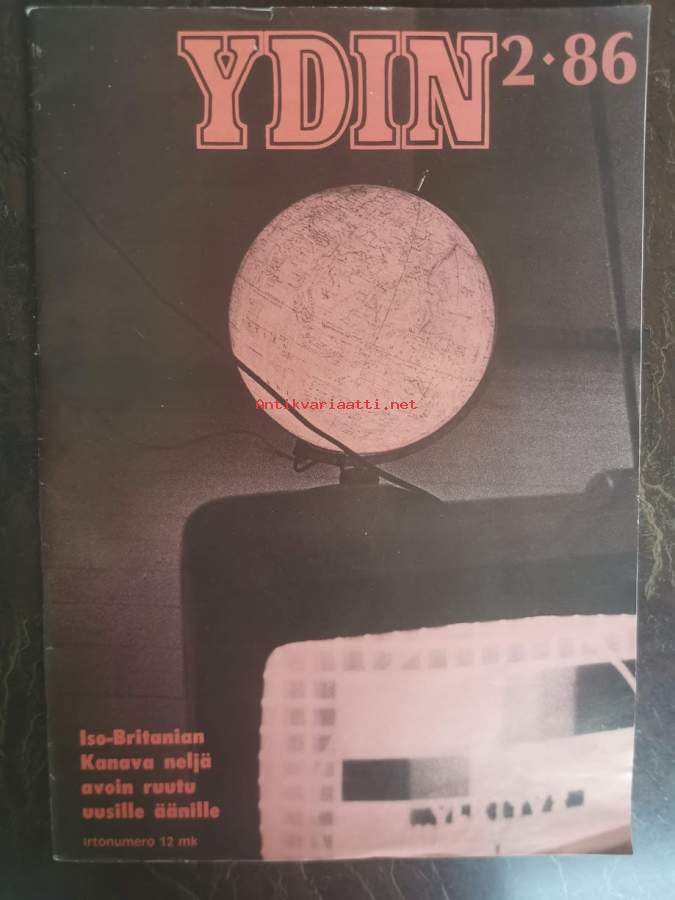 YDIN 2·86
Antikvariaatti.net
Iso-Britanian
Kanava neljä
avoin ruutu
uusille äänille
irtonumero 12 mk